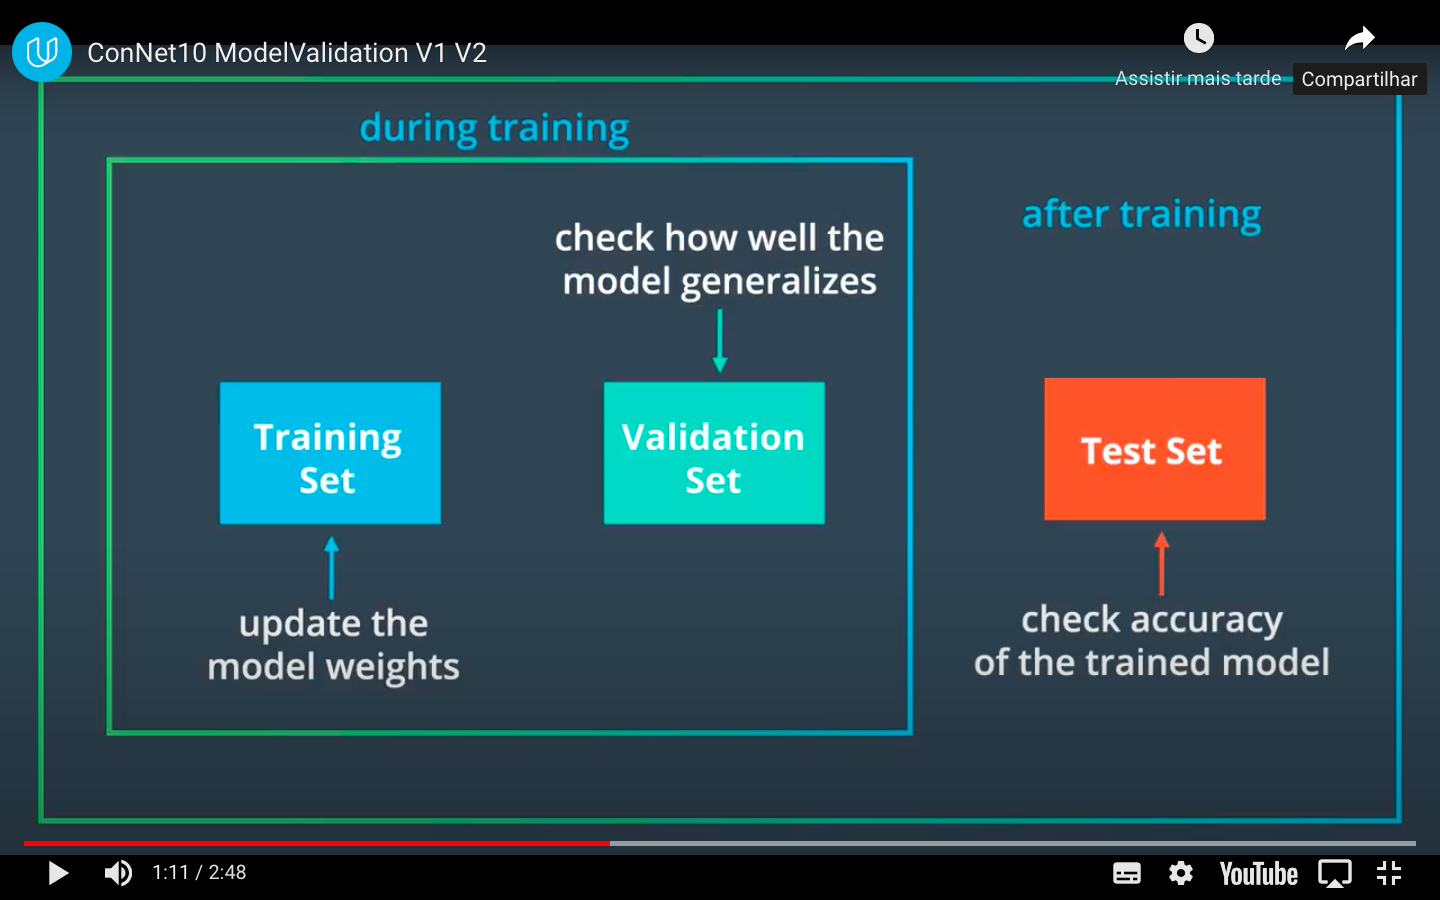 ConNet10 ModelValidation V1 V2
Assistir mais tarde
Compartilhar
during training
after training
check how well the
model generalizes
Training
Set
Validation
Set
Test Set
update the
model weights
check accuracy
of the trained model
1:11 / 2:48
YouTube